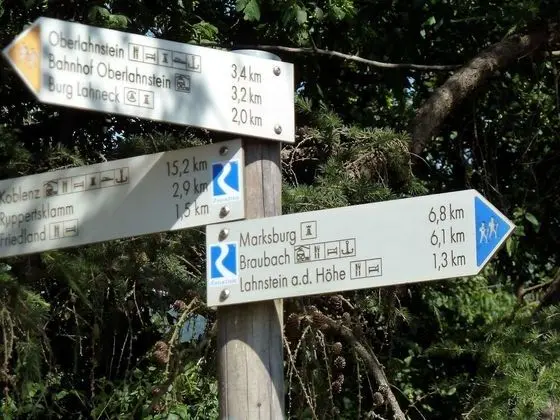 Oberlahnstein 3,4 km
Bahnhof Oberlahnstein 3,2 km
Burg Lahneck 2,0 km
Koblenz 15,2 km
Ruppertsklamm 2,9 km
Friedland 1,5 km
Marksburg 6,8 km
Braubach 6,1 km
Lahnstein a.d. Höhe 1,3 km